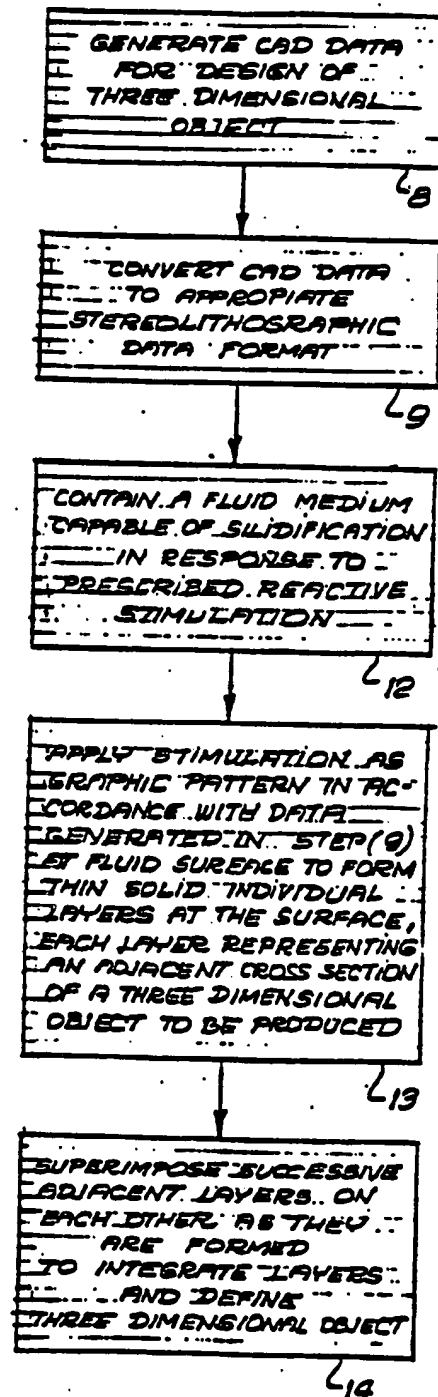 GENERATE CAD DATA
FOR DESIGN OF
THREE DIMENSIONAL
OBJECT
8
CONVERT CAD DATA
TO APPROPIATE
STEREOLITHOGRAPHIC
DATA FORMAT
9
CONTAIN A FLUID MEDIUM
CAPABLE OF SILIDIFICATION
IN RESPONSE TO
PRESCRIBED REACTIVE
STIMULATION
12
APPLY STIMULATION AS
GRAPHIC PATTERN IN AC-
CORDANCE WITH DATA
GENERATED IN STEP (9)
AT FLUID SUREACE TO FORM
THIN SOLID INDIVIDUAL
LAYERS AT THE SURFACE,
EACH LAYER REPRESENTING
AN ADJACENT CROSS SECTION
OF A THREE DIMENSIONAL
OBJECT TO BE PRODUCED
13
SUPERIMPOSE SUCCESSIVE
ADJACENT LAYERS ON
EACH OTHER AS THEY
ARE FORMED
TO INTEGRATE LAYERS
AND DEFINE
THREE DIMENSIONAL OBJECT
14